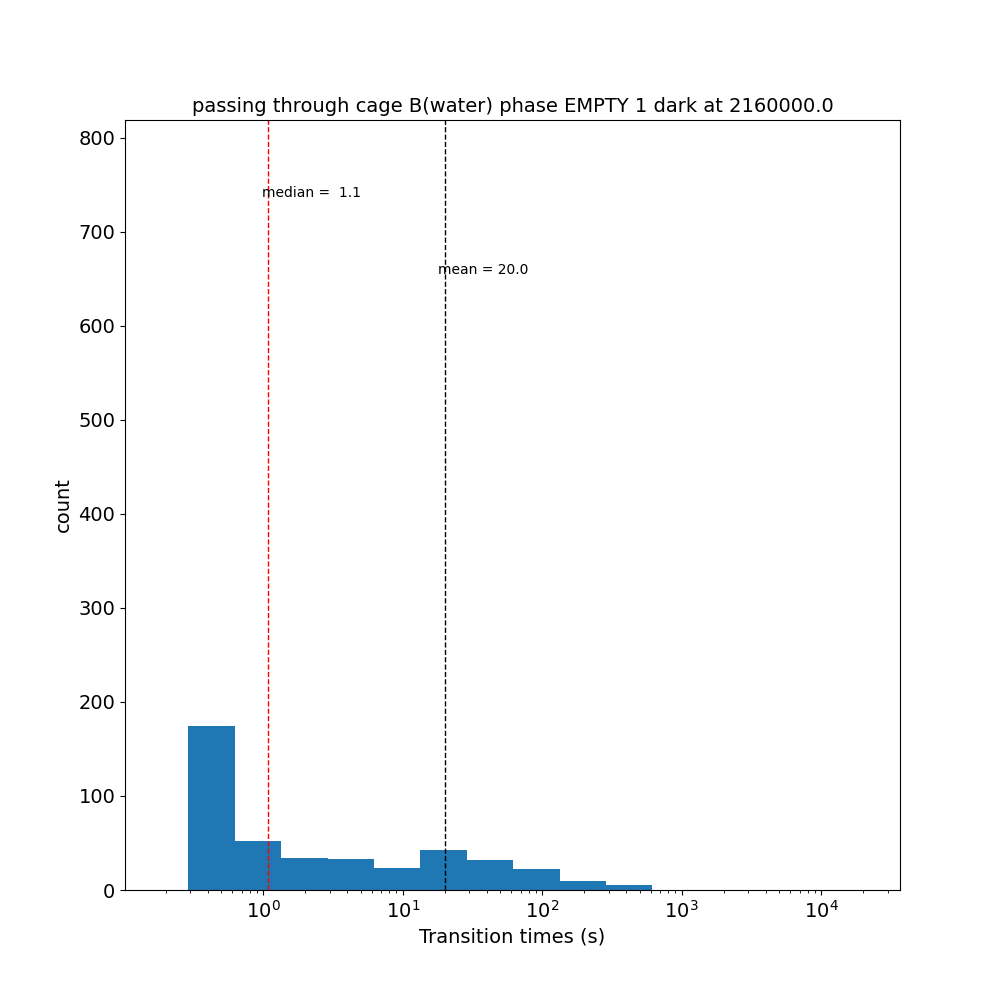 passing through cage B(water) phase EMPTY 1 dark at 2160000.0
800
median =  1.1
700
mean = 20.0
600
500
400
count
300
200
100
0
10⁰ 10¹ 10² 10³ 10⁴
Transition times (s)